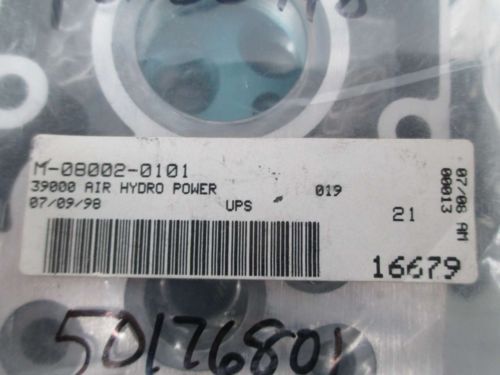 M-08002-0101
39000 AIR HYDRO POWER 019
07/09/98 UPS
21
16679
07/08 AM
00013
50176801